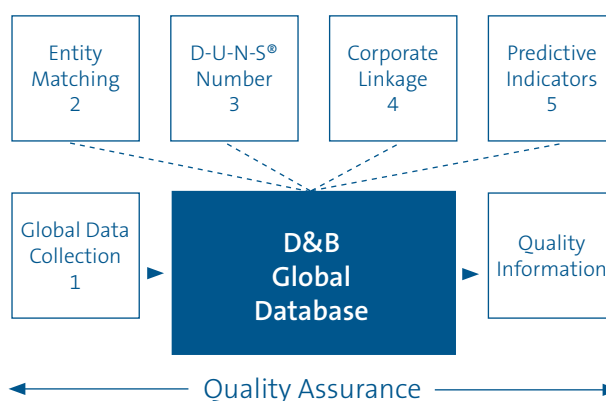 Entity
Matching
2
D-U-N-S®
Number
3
Corporate
Linkage
4
Predictive
Indicators
5
Global Data
Collection
1
D&B
Global
Database
Quality
Information
Quality Assurance